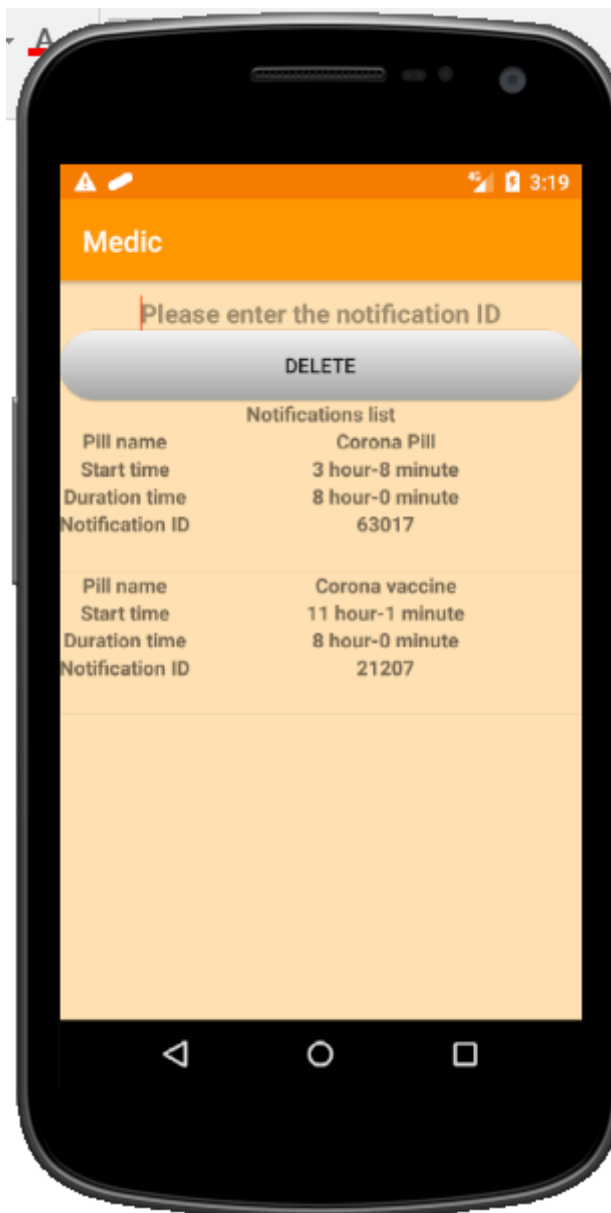 A
4G 3:19
Medic
Please enter the notification ID
DELETE
Notifications list
Pill name Corona Pill
Start time 3 hour-8 minute
Duration time 8 hour-0 minute
Notification ID 63017
Pill name Corona vaccine
Start time 11 hour-1 minute
Duration time 8 hour-0 minute
Notification ID 21207